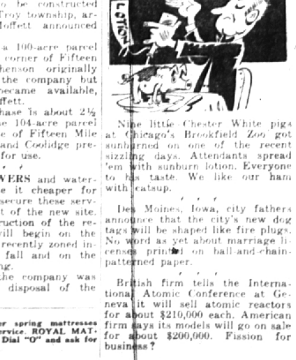 to be constructed
Troy township, ar-
Moffett announced
a 100-acre parcel
corner of Fifteen
henson originally
the company but
became available,
ffett.
hase is about 2½
he 104-acre parcel
e of Fifteen Mile
and Coolidge pre-
for use.
WERS and water-
e it cheaper for
secure these serv-
t of the new site.
ruction of the re-
vill begin on the
recently zoned in-
fall and on the
ng.
the company was
disposal of the
er spring mattresses
ervice. ROYAL MAT-
Dial "O" and ask for
Nine little Chester White pigs
at Chicago's Brookfield Zoo got
sunburned on one of the recent
sizzling days. Attendants spread
'em with sunburn lotion. Everyone
to his taste. We like our ham
with catsup.
Des Moines, Iowa, city fathers
announce that the city's new dog
tags will be shaped like fire plugs.
No word as yet about marriage li-
censes printed on ball-and-chain-
patterned paper.
British firm tells the Interna-
tional Atomic Conference at Ge-
neva it will sell atomic reactors
for about $210,000 each. American
firm says its models will go on sale
for about $200,000. Fission for
business?